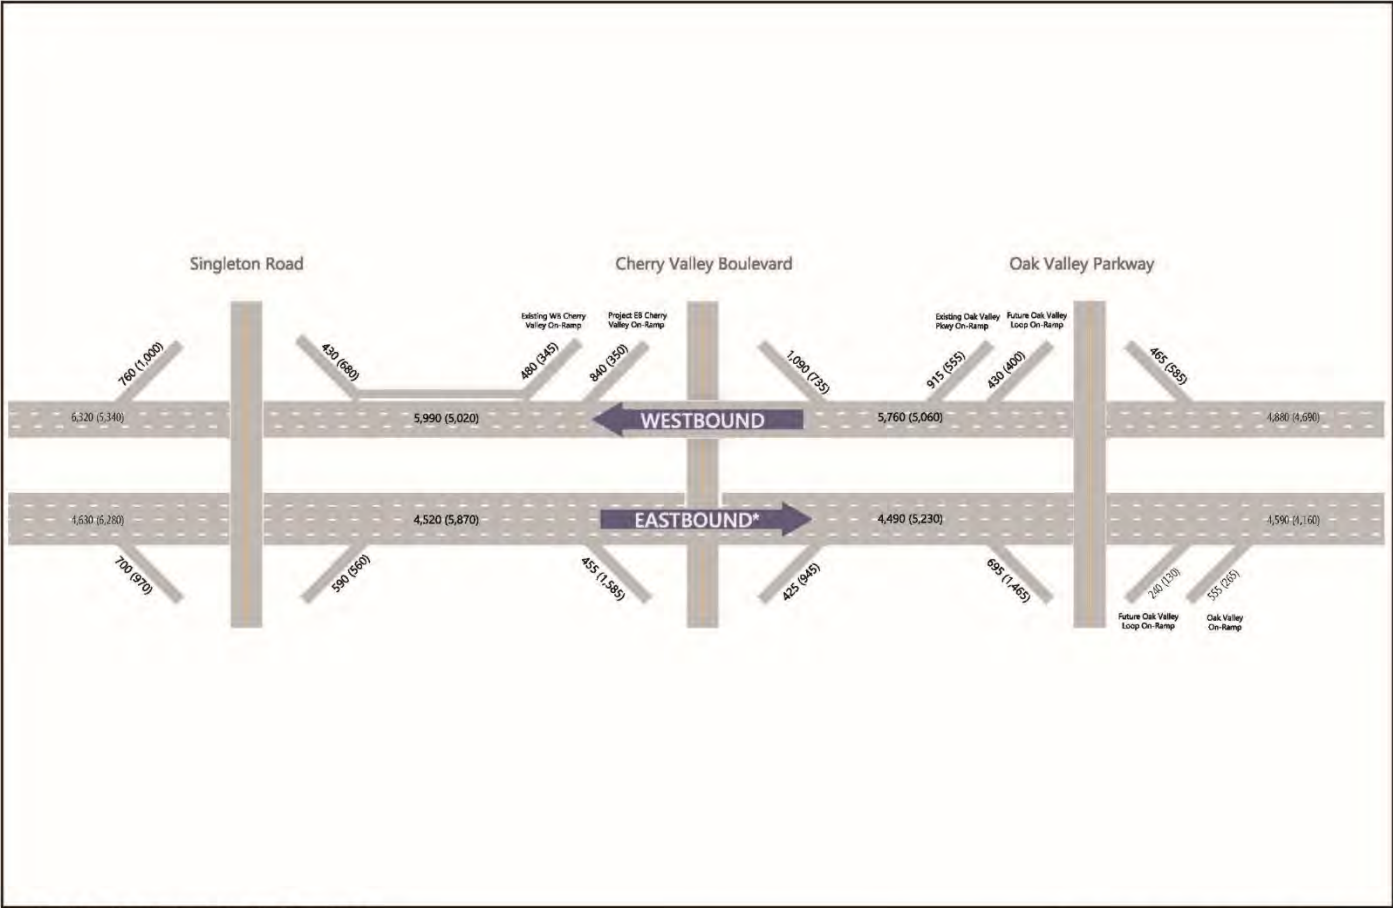 Singleton Road
Cherry Valley Boulevard
Oak Valley Parkway
Existing WB Cherry
Valley On-Ramp
Project EB Cherry
Valley On-Ramp
Existing Oak Valley
Pkwy On-Ramp
Future Oak Valley
Loop On-Ramp
760 (1,000)
430 (680)
480 (345)
840 (350)
1,090 (735)
915 (555)
430 (400)
465 (585)
6,320 (5,340)
5,990 (5,020)
WESTBOUND
5,760 (5,060)
4,880 (4,690)
4,630 (6,280)
4,520 (5,870)
EASTBOUND*
4,490 (5,230)
4,590 (4,160)
700 (970)
590 (560)
455 (1,585)
425 (945)
695 (1,465)
240 (130)
555 (265)
Future Oak Valley
Loop On-Ramp
Oak Valley
On-Ramp